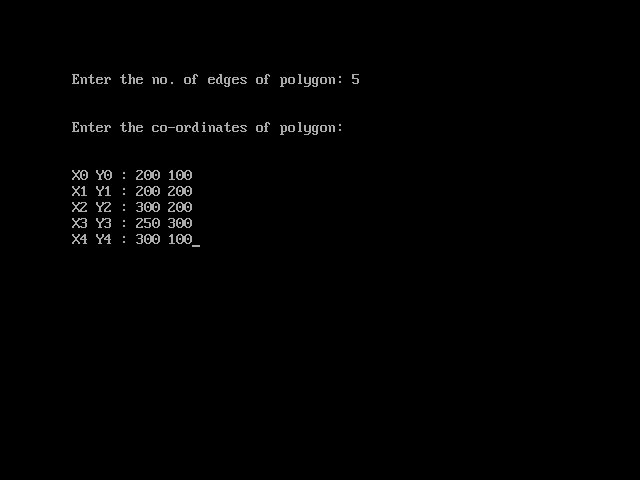 Enter the no. of edges of polygon: 5
Enter the co-ordinates of polygon:
X0 Y0 : 200 100
X1 Y1 : 200 200
X2 Y2 : 300 200
X3 Y3 : 250 300
X4 Y4 : 300 100_